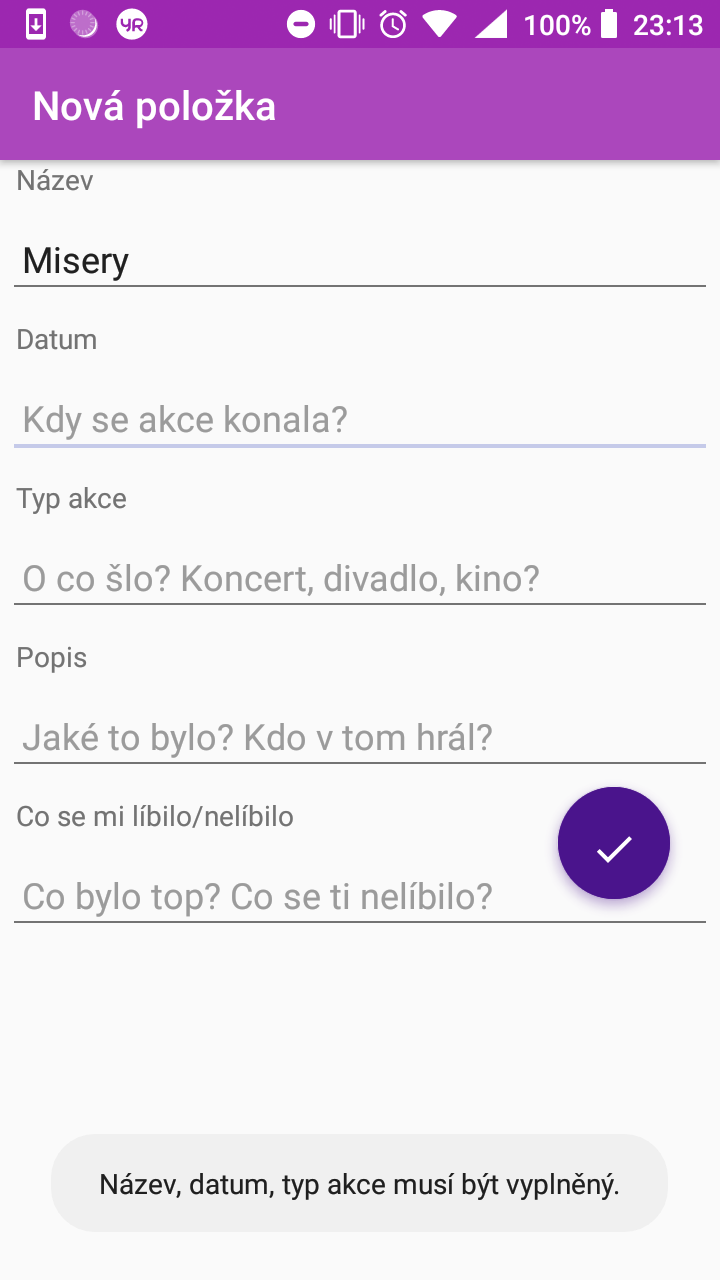 YR
100%
23:13
Nová položka
Název
Misery
Datum
Kdy se akce konala?
Typ akce
O co šlo? Koncert, divadlo, kino?
Popis
Jaké to bylo? Kdo v tom hrál?
Co se mi líbilo/nelíbilo
Co bylo top? Co se ti nelíbilo?
Název, datum, typ akce musí být vyplněný.